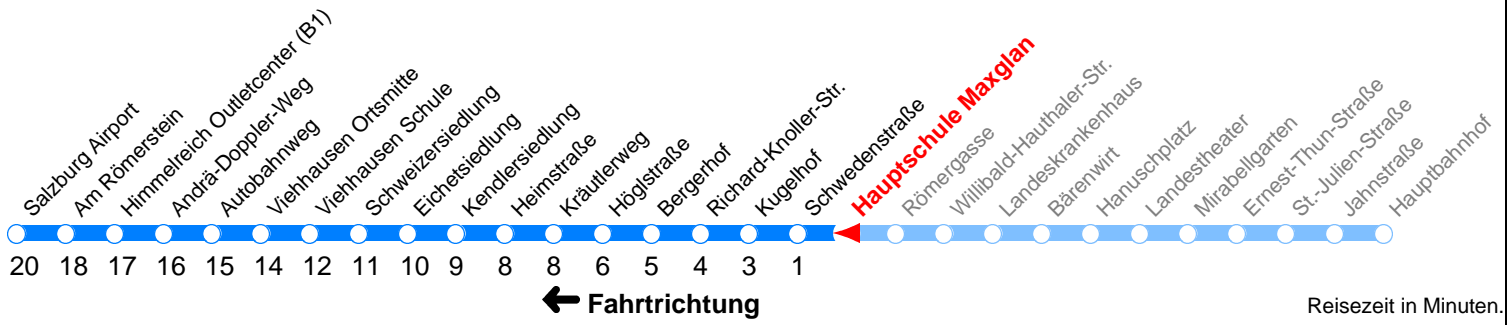 Salzburg Airport
Am Römerstein
Himmelreich Outletcenter (B1)
Andrä-Doppler-Weg
Autobahnweg
Viehhausen Ortsmitte
Viehhausen Schule
Schweizersiedlung
Eichetsiedlung
Kendlersiedlung
Heimstraße
Kräutlerweg
Höglstraße
Bergerhof
Richard-Knoller-Str.
Kugelhof
Schwedenstraße
Hauptschule Maxglan
Römergasse
Willibald-Hauthaler-Str.
Landeskrankenhaus
Bärenwirt
Hanuschplatz
Landestheater
Mirabellgarten
Ernest-Thun-Straße
St.-Julien-Straße
Jahnstraße
Hauptbahnhof
20 18 17 16 15 14 12 11 10 9 8 8 6 5 4 3 1
Fahrtrichtung
Reisezeit in Minuten.